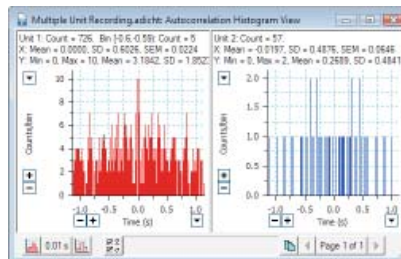 Multiple Unit Recording.adicht: Autocorrelation Histogram View
Unit 1: Count = 726, Bin [-0.6, -0.59): Count = 5
X: Mean = 0.0000, SD = 0.6026, SEM = 0.0224
Y: Min = 0, Max = 10, Mean = 3.1842, SD = 1.852
Unit 2: Count = 57.
X: Mean = -0.0197, SD = 0.4876, SEM = 0.0646
Y: Min = 0, Max = 2, Mean = 0.2689, SD = 0.4841
10
8
6
4
2
0
Counts/bin
-1.0 -0.5 0.0 0.5 1.0
Time (s)
2.0
1.5
1.0
0.5
0.0
Counts/bin
-1.0 -0.5 0.0 0.5 1.0
Time (s)
0.01 s
Page 1 of 1